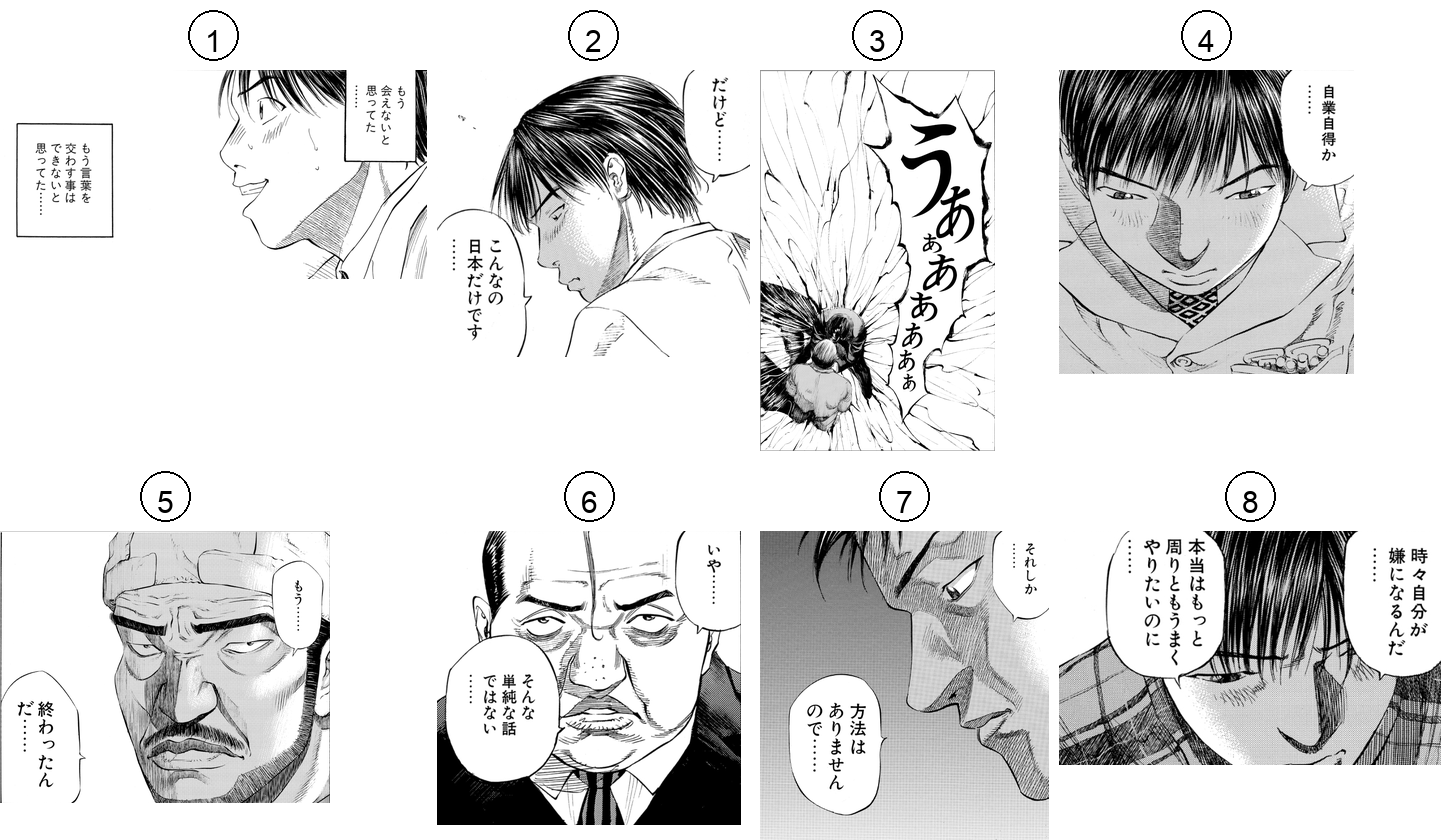 1
もう
会えないと
思ってた
……
もう言葉を
交わす事は
できないと
思ってた……
2
だけど……
こんなの
日本だけです
……
3
うあぁあぁあぁぁ
4
自業自得か
……
5
もう……
終わったん
だ……
6
いや……
そんな
単純な話
ではない
……
7
それしか
……
方法は
ありません
ので……
8
時々自分が
嫌になるんだ
……
本当はもっと
周りともうまく
やりたいのに
……